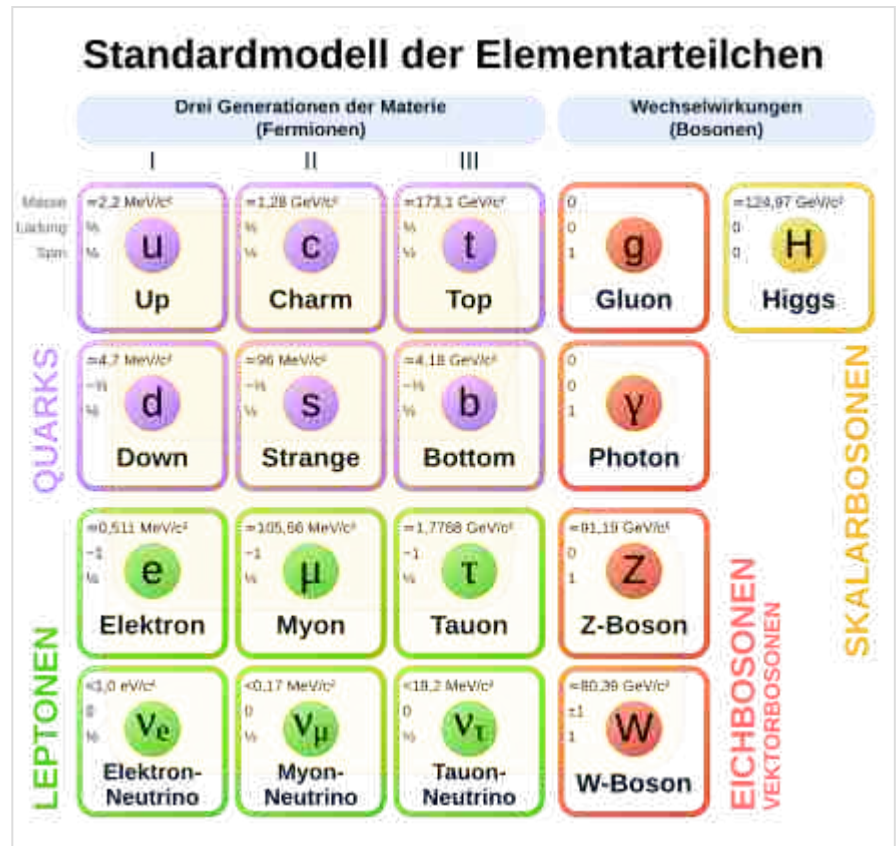 Standardmodell der Elementarteilchen
Drei Generationen der Materie
(Fermionen)
Wechselwirkungen
(Bosonen)
I II III
Masse
Ladung
Spin
≃2,2 MeV/c²
⅔
½
u
Up
≃1,28 GeV/c²
⅔
½
c
Charm
≃173,1 GeV/c²
⅔
½
t
Top
0
0
1
g
Gluon
≃124,97 GeV/c²
0
0
H
Higgs
QUARKS
≃4,7 MeV/c²
−⅓
½
d
Down
≃96 MeV/c²
−⅓
½
s
Strange
≃4,18 GeV/c²
−⅓
½
b
Bottom
0
0
1
γ
Photon
SKALARBOSONEN
LEPTONEN
≃0,511 MeV/c²
−1
½
e
Elektron
≃105,66 MeV/c²
−1
½
μ
Myon
≃1,7768 GeV/c²
−1
½
τ
Tauon
≃91,19 GeV/c²
0
1
Z
Z-Boson
EICHBOSONEN
VEKTORBOSONEN
<1,0 eV/c²
0
½
νe
Elektron-
Neutrino
<0,17 MeV/c²
0
½
νμ
Myon-
Neutrino
<18,2 MeV/c²
0
½
ντ
Tauon-
Neutrino
≃80,39 GeV/c²
±1
1
W
W-Boson